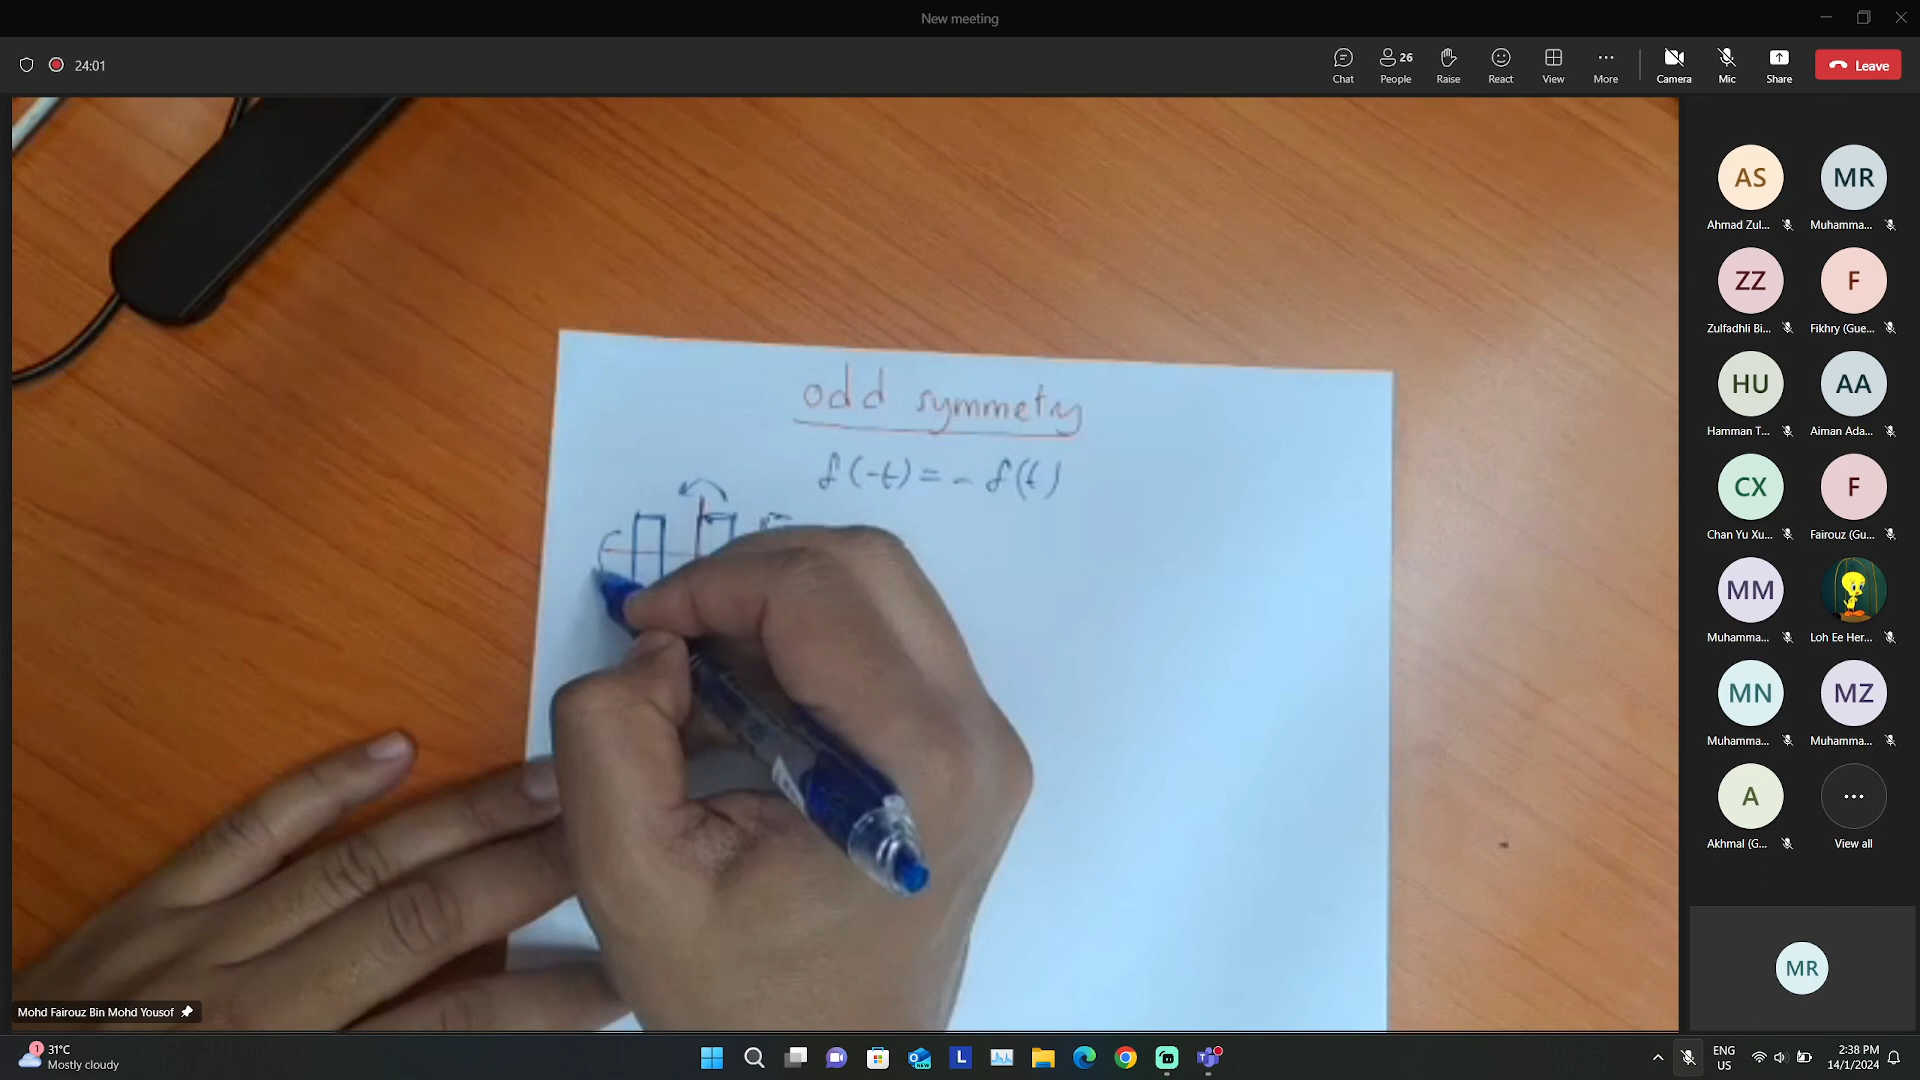 New meeting
24:01
Chat
26
People
Raise
React
View
More
Camera
Mic
Share
Leave
AS
Ahmad Zul...
MR
Muhamma...
ZZ
Zulfadhli Bi...
F
Fikhry (Gue...
HU
Hamman T...
AA
Aiman Ada...
CX
Chan Yu Xu...
F
Fairouz (Gu...
MM
Muhamma...
Loh Ee Her...
MN
Muhamma...
MZ
Muhamma...
A
Akhmal (G...
View all
MR
odd symmetry
f(-t) = - f(t)
Mohd Fairouz Bin Mohd Yousof
1
31°C
Mostly cloudy
NEW
L
ENG
US
2:38 PM
14/1/2024